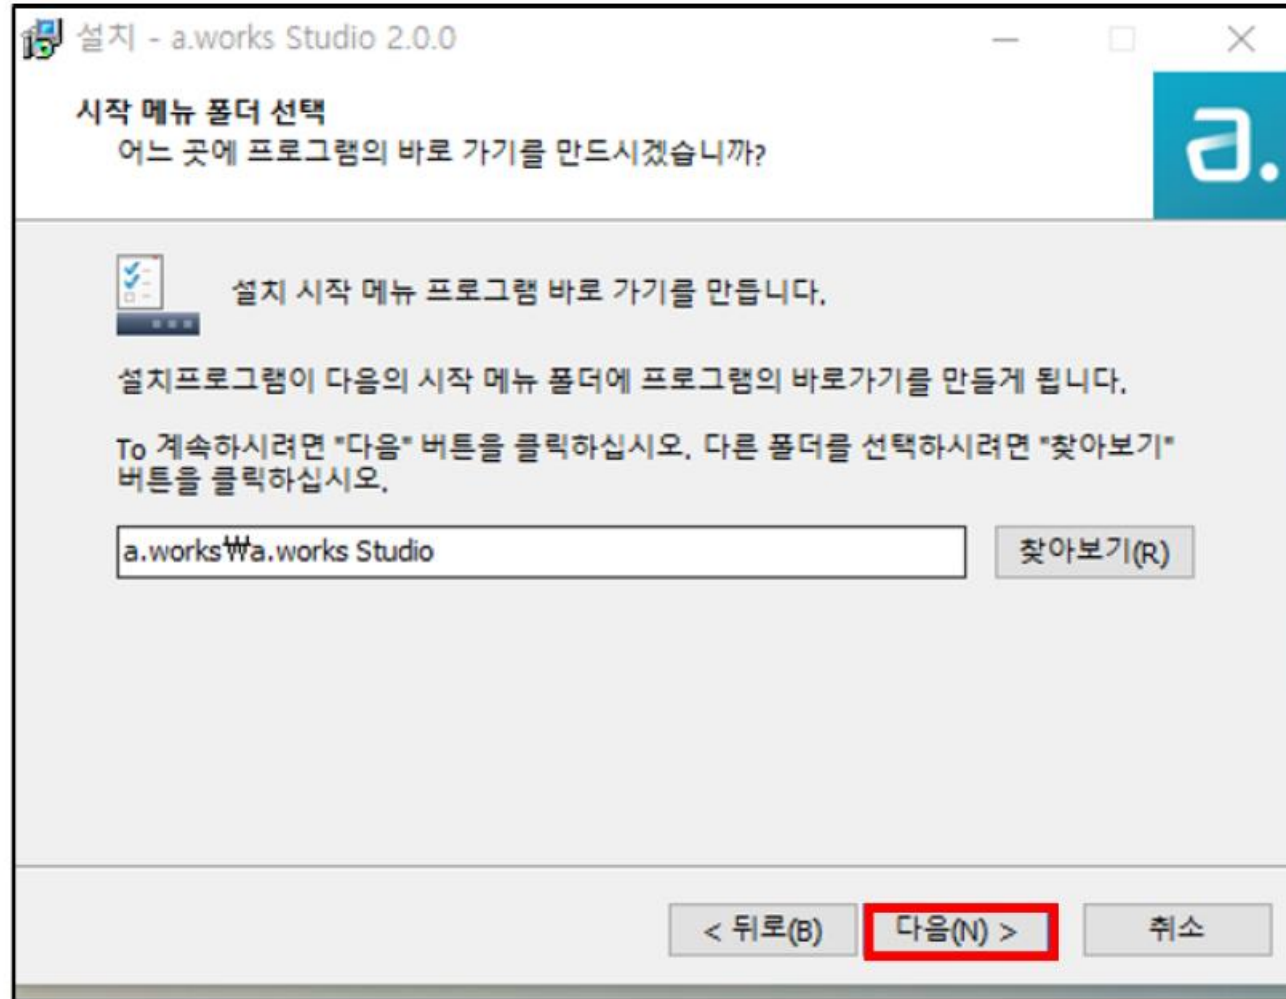 설치 - a.works Studio 2.0.0
시작 메뉴 폴더 선택
어느 곳에 프로그램의 바로 가기를 만드시겠습니까?
a.
설치 시작 메뉴 프로그램 바로 가기를 만듭니다.
설치프로그램이 다음의 시작 메뉴 폴더에 프로그램의 바로가기를 만들게 됩니다.
To 계속하시려면 "다음" 버튼을 클릭하십시오. 다른 폴더를 선택하시려면 "찾아보기"
버튼을 클릭하십시오.
a.works₩a.works Studio
찾아보기(R)
< 뒤로(B)
다음(N) >
취소